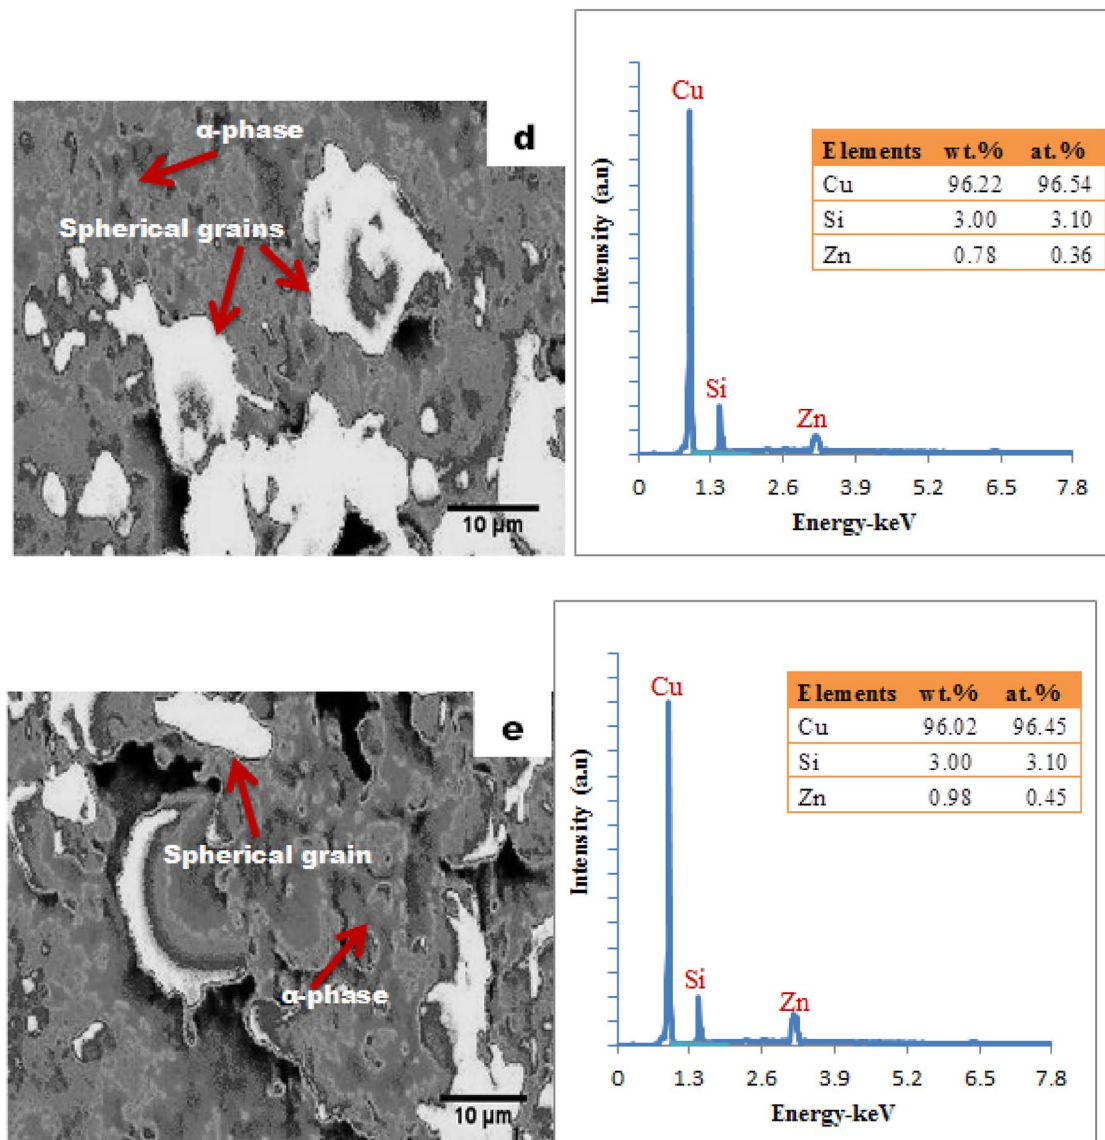 d
α-phase
Spherical grains
10 µm
Cu
Si
Zn
Elements wt.% at.%
Cu 96.22 96.54
Si 3.00 3.10
Zn 0.78 0.36
Intensity (a.u)
0 1.3 2.6 3.9 5.2 6.5 7.8
Energy-keV
e
Spherical grain
α-phase
10 µm
Cu
Si
Zn
Elements wt.% at.%
Cu 96.02 96.45
Si 3.00 3.10
Zn 0.98 0.45
Intensity (a.u)
0 1.3 2.6 3.9 5.2 6.5 7.8
Energy-keV